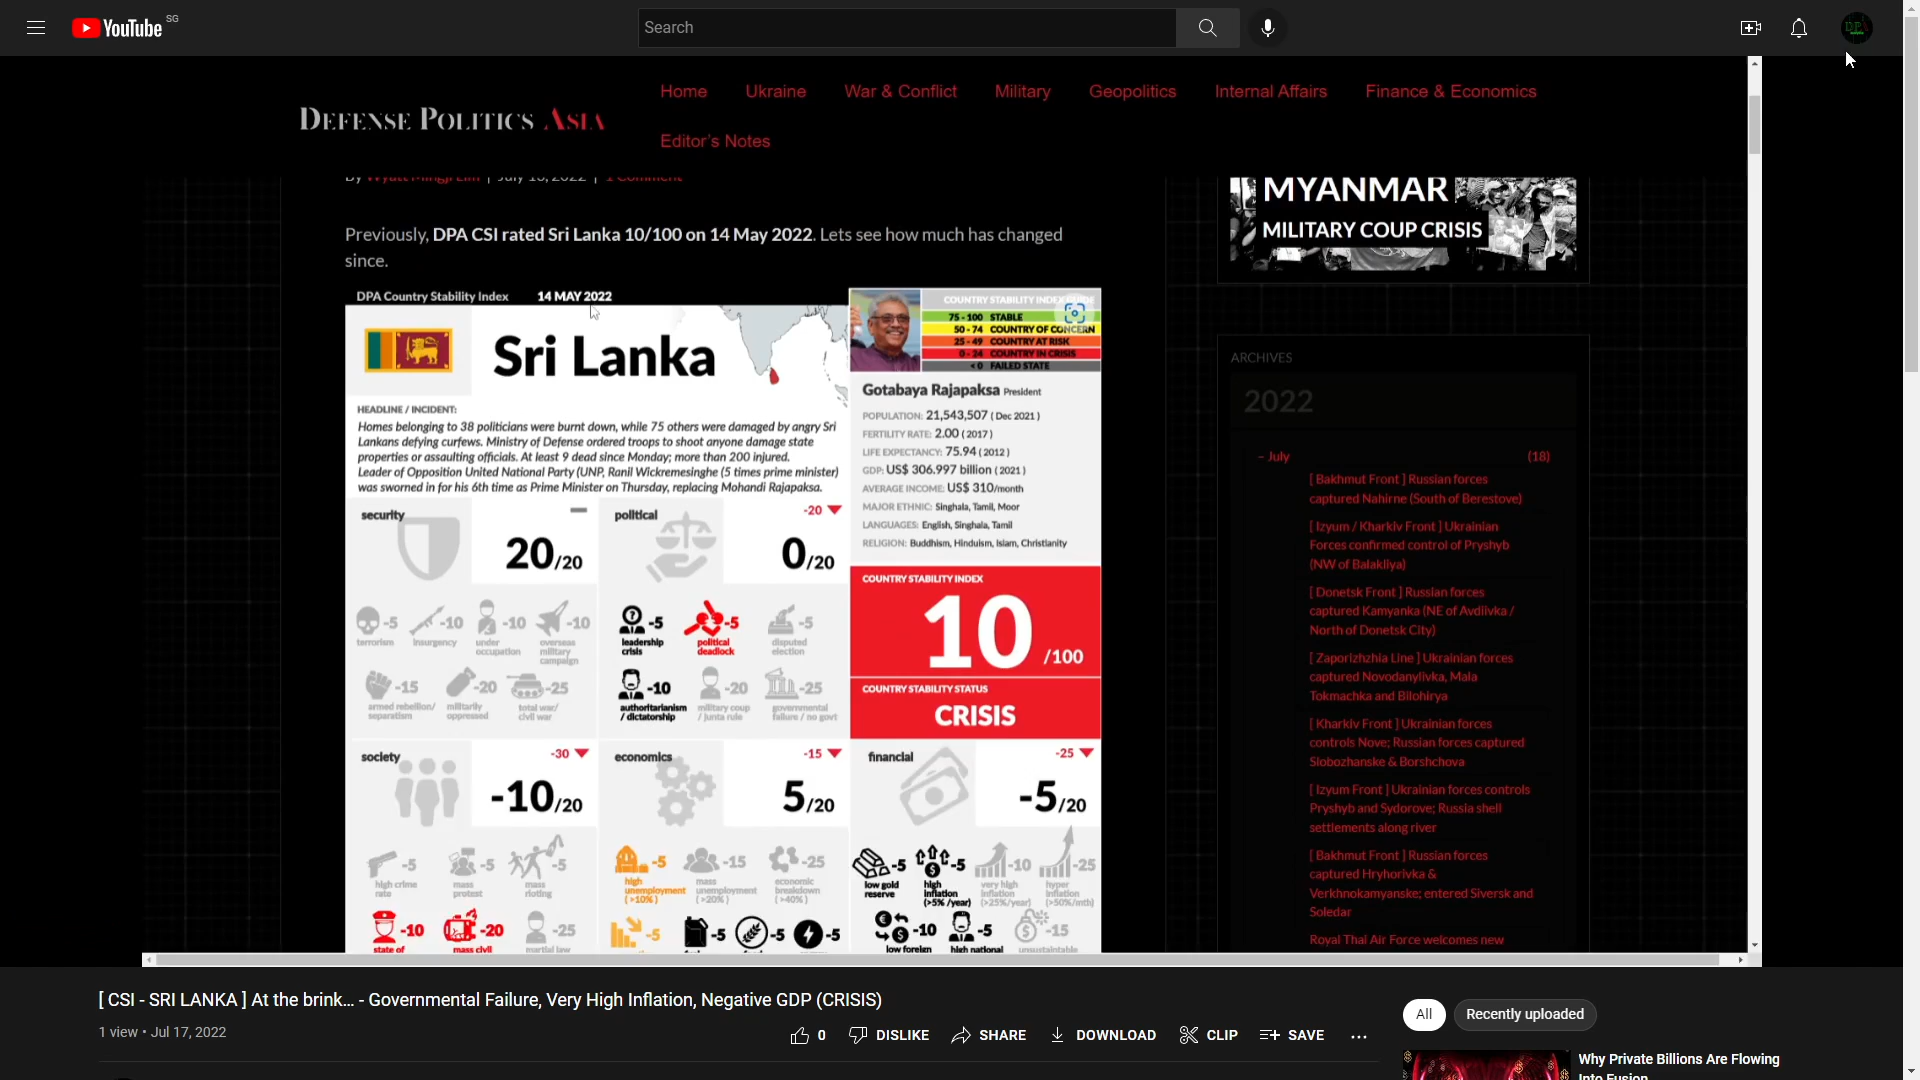 YouTube SG
Search
DEFENSE POLITICS ASIA
Home Ukraine War & Conflict Military Geopolitics Internal Affairs Finance & Economics
Editor's Notes
Previously, DPA CSI rated Sri Lanka 10/100 on 14 May 2022. Lets see how much has changed
since.
DPA Country Stability Index 14 MAY 2022
Sri Lanka
HEADLINE / INCIDENT:
Homes belonging to 38 politicians were burnt down, while 75 others were damaged by angry Sri
Lankans defying curfews. Ministry of Defense ordered troops to shoot anyone damage state
properties or assaulting officials. At least 9 dead since Monday; more than 200 injured.
Leader of Opposition United National Party (UNP, Ranil Wickremesinghe (5 times prime minister)
was sworned in for his 6th time as Prime Minister on Thursday, replacing Mohandi Rajapaksa.
COUNTRY STABILITY INDEX GUIDE
75 - 100 STABLE
50 - 74 COUNTRY OF CONCERN
25 - 49 COUNTRY AT RISK
0 - 24 COUNTRY IN CRISIS
< 0 FAILED STATE
Gotabaya Rajapaksa President
POPULATION: 21,543,507 ( Dec 2021 )
FERTILITY RATE: 2.00 ( 2017 )
LIFE EXPECTANCY: 75.94 ( 2012 )
GDP: US$ 306.997 billion ( 2021 )
AVERAGE INCOME: US$ 310/month
MAJOR ETHNIC: Singhala, Tamil, Moor
LANGUAGES: English, Singhala, Tamil
RELIGION: Buddhism, Hinduism, Islam, Christianity
security
20/20
-5 terrorism
-10 insurgency
-10 under occupation
-10 overseas military campaign
-15 armed rebellion/ separatism
-20 militarily oppressed
-25 total war/ civil war
political
-20
0/20
-5 leadership crisis
-5 political deadlock
-5 disputed election
-10 authoritarianism / dictatorship
-20 military coup / junta rule
-25 governmental failure / no govt
COUNTRY STABILITY INDEX
10 /100
COUNTRY STABILITY STATUS
CRISIS
society
-30
-10/20
-5 high crime rate
-5 mass protest
-5 mass rioting
-10 state of
-20 mass civil
-25 martial law
economics
-15
5/20
-5 high unemployment (>10%)
-15 mass unemployment (>20%)
-25 economic breakdown (>40%)
-5
-5
-5
-5
financial
-25
-5/20
-5 low gold reserve
-5 high inflation (>5% /year)
-10 very high inflation (>25%/year)
-25 hyper inflation (>50%/mth)
-10 low foreign
-5 high national
-15 unsustaintable
MYANMAR
MILITARY COUP CRISIS
ARCHIVES
2022
– July (18)
[ Bakhmut Front ] Russian forces
captured Nahirne (South of Berestove)
[ Izyum / Kharkiv Front ] Ukrainian
Forces confirmed control of Pryshyb
(NW of Balakliya)
[ Donetsk Front ] Russian forces
captured Kamyanka (NE of Avdiivka /
North of Donetsk City)
[ Zaporizhzhia Line ] Ukrainian forces
captured Novodanylivka, Mala
Tokmachka and Bilohirya
[ Kharkiv Front ] Ukrainian forces
controls Nove; Russian forces captured
Slobozhanske & Borshchova
[ Izyum Front ] Ukrainian forces controls
Pryshyb and Sydorove; Russia shell
settlements along river
[ Bakhmut Front ] Russian forces
captured Hryhorivka &
Verkhnokamyanske; entered Siversk and
Soledar
Royal Thai Air Force welcomes new
[ CSI - SRI LANKA ] At the brink... - Governmental Failure, Very High Inflation, Negative GDP (CRISIS)
1 view • Jul 17, 2022
0 DISLIKE SHARE DOWNLOAD CLIP SAVE
All Recently uploaded
Why Private Billions Are Flowing
Into Fusion